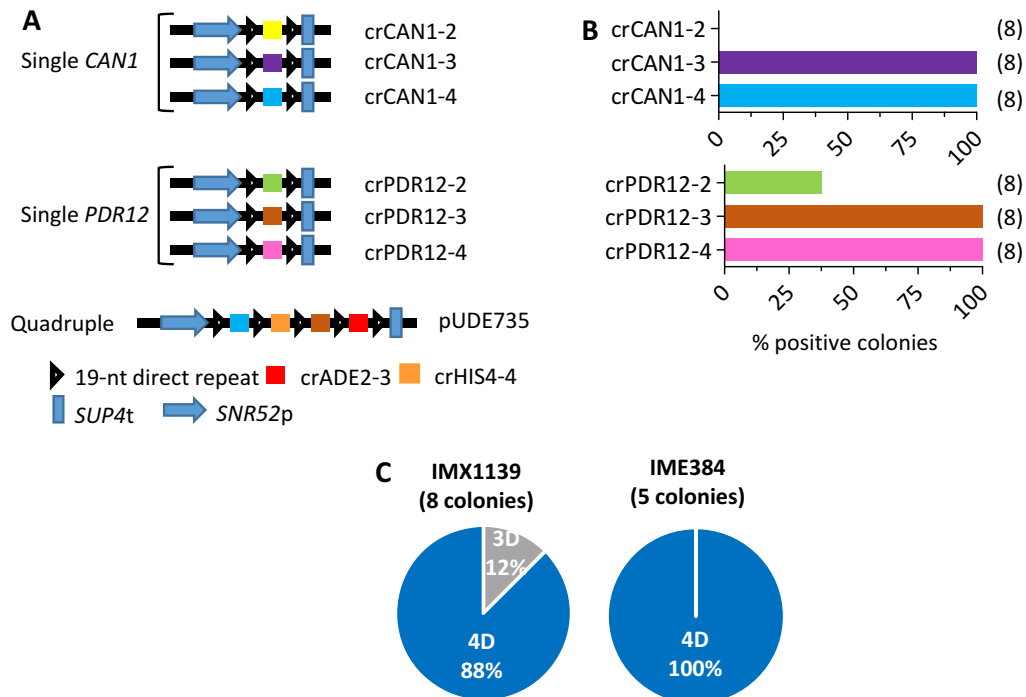 A
Single CAN1
crCAN1-2
crCAN1-3
crCAN1-4
Single PDR12
crPDR12-2
crPDR12-3
crPDR12-4
Quadruple
pUDE735
19-nt direct repeat
crADE2-3
crHIS4-4
SUP4t
SNR52p
B
crCAN1-2
(8)
crCAN1-3
(8)
crCAN1-4
(8)
0
25
50
75
100
crPDR12-2
(8)
crPDR12-3
(8)
crPDR12-4
(8)
0
25
50
75
100
% positive colonies
C
IMX1139
(8 colonies)
3D
12%
4D
88%
IME384
(5 colonies)
4D
100%